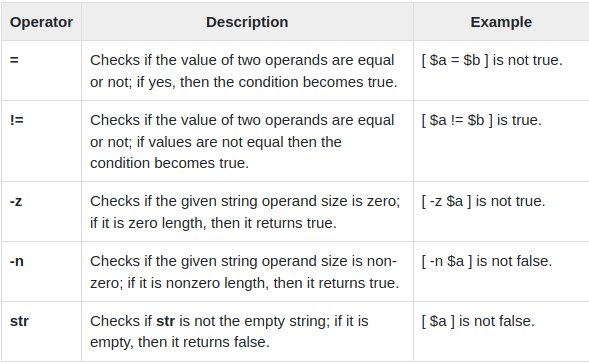 Operator Description Example
= Checks if the value of two operands are equal [ $a = $b ] is not true.
or not; if yes, then the condition becomes true.
!= Checks if the value of two operands are equal [ $a != $b ] is true.
or not; if values are not equal then the
condition becomes true.
-z Checks if the given string operand size is zero; [ -z $a ] is not true.
if it is zero length, then it returns true.
-n Checks if the given string operand size is non- [ -n $a ] is not false.
zero; if it is nonzero length, then it returns true.
str Checks if str is not the empty string; if it is [ $a ] is not false.
empty, then it returns false.